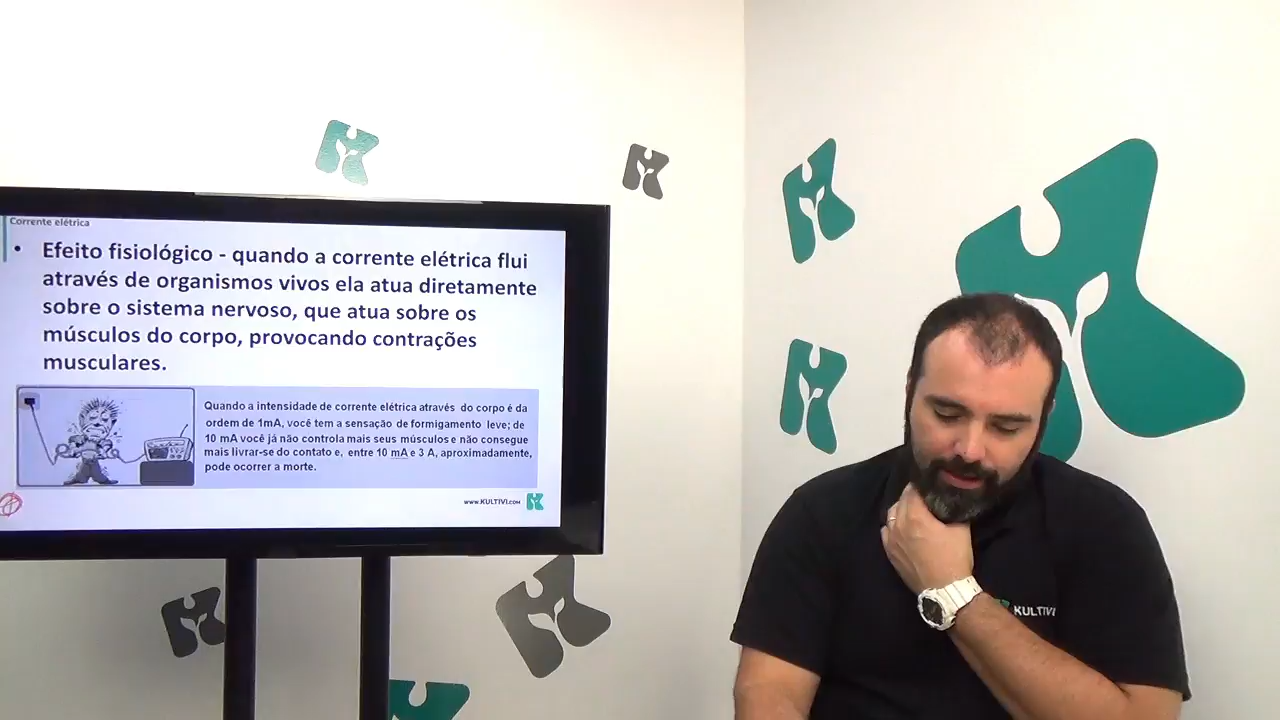 Corrente elétrica
• Efeito fisiológico - quando a corrente elétrica flui
através de organismos vivos ela atua diretamente
sobre o sistema nervoso, que atua sobre os
músculos do corpo, provocando contrações
musculares.
Quando a intensidade de corrente elétrica através do corpo é da
ordem de 1mA, você tem a sensação de formigamento leve; de
10 mA você já não controla mais seus músculos e não consegue
mais livrar-se do contato e, entre 10 mA e 3 A, aproximadamente,
pode ocorrer a morte.
www.KULTIVI.com
KULTIVI